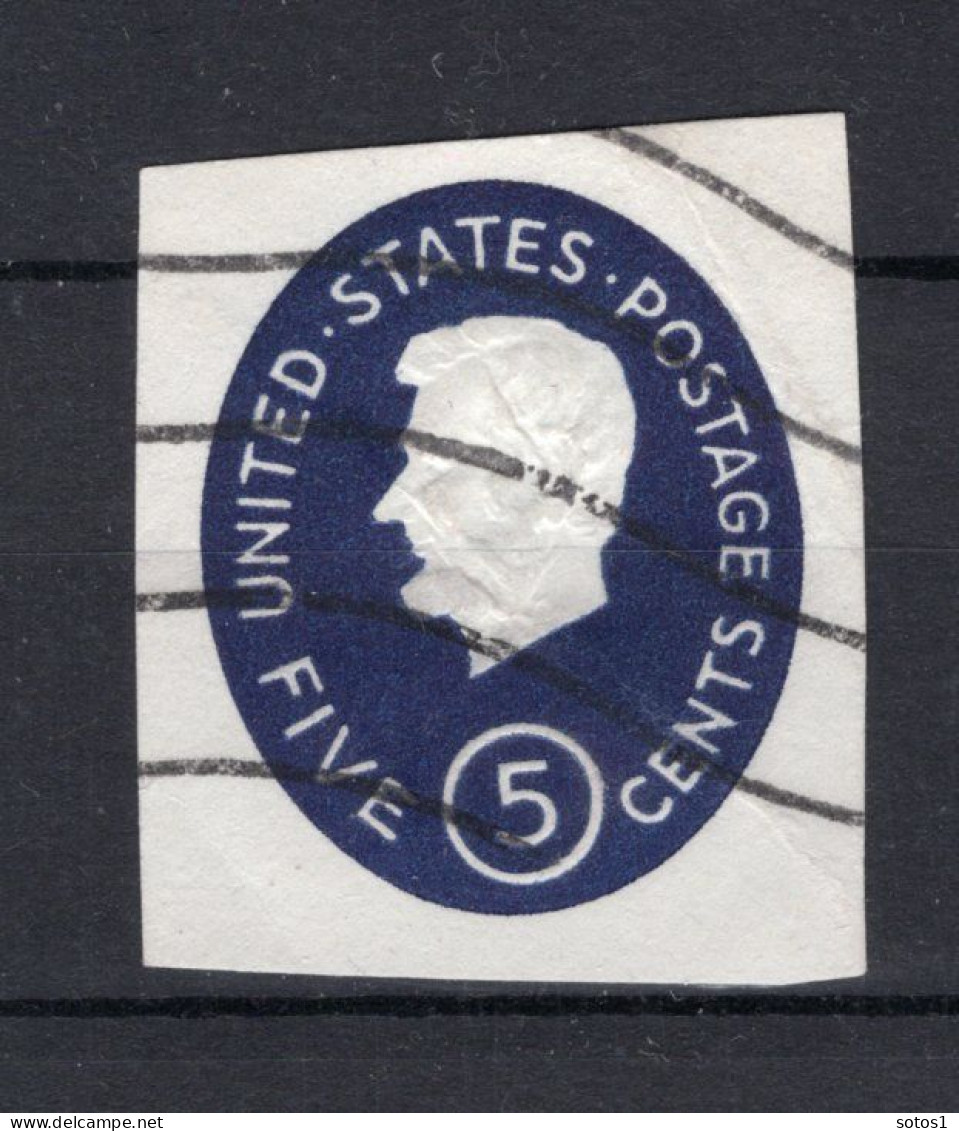 UNITED · STATES · POSTAGE
FIVE CENTS
5
www.delcampe.net
sotos1